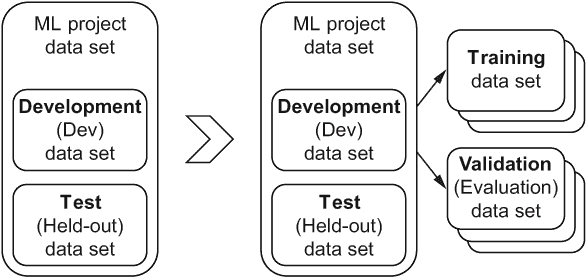 ML project
data set
Development
(Dev)
data set
Test
(Held-out)
data set
ML project
data set
Development
(Dev)
data set
Test
(Held-out)
data set
Training
data set
Validation
(Evaluation)
data set